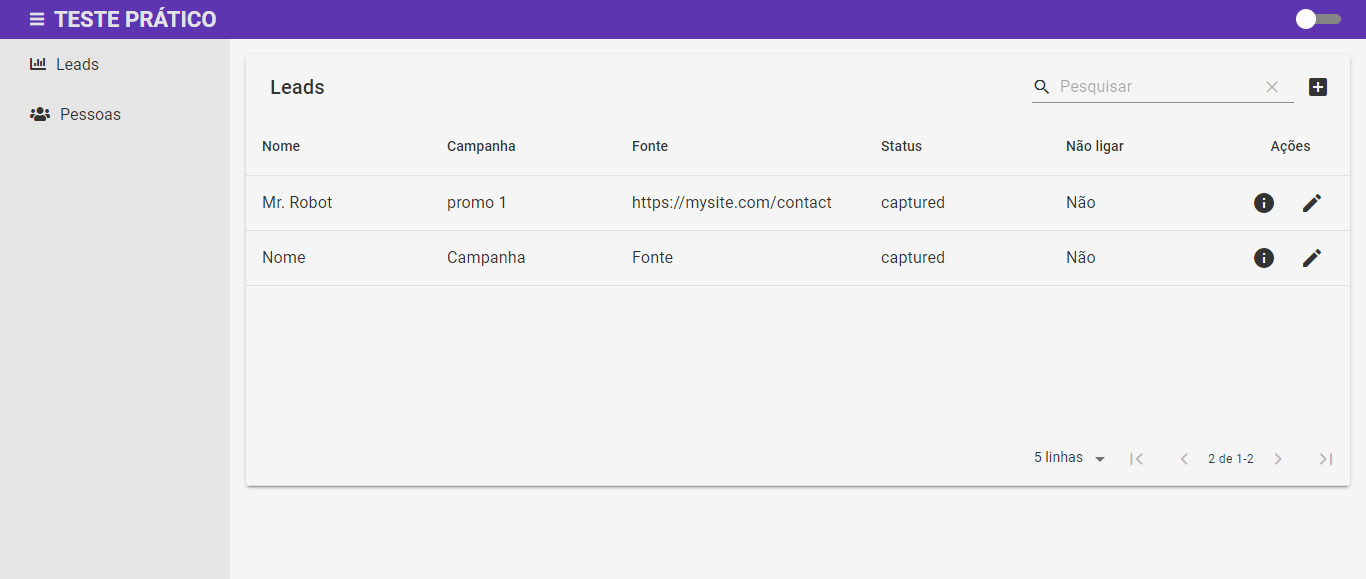 TESTE PRÁTICO
Leads
Pessoas
Leads
Pesquisar
Nome Campanha Fonte Status Não ligar Ações
Mr. Robot promo 1 https://mysite.com/contact captured Não
Nome Campanha Fonte captured Não
5 linhas 2 de 1-2